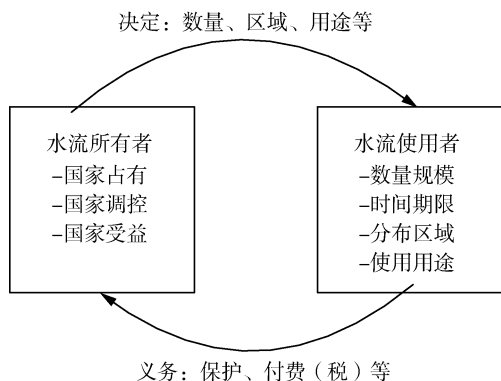 决定：数量、区域、用途等
水流所有者
-国家占有
-国家调控
-国家受益
水流使用者
-数量规模
-时间期限
-分布区域
-使用用途
义务：保护、付费（税）等